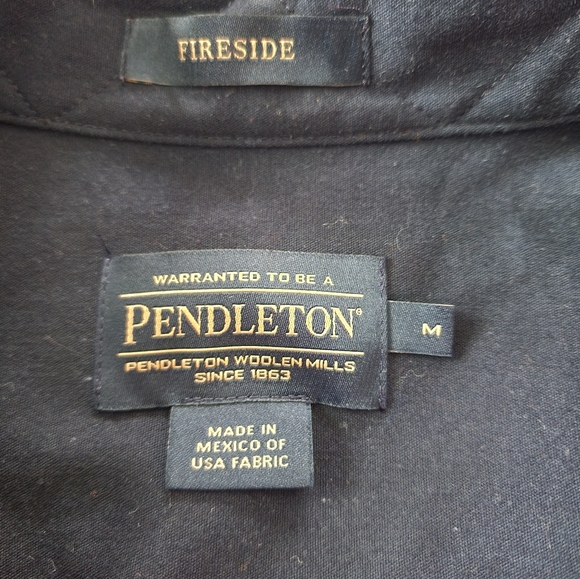 FIRESIDE
WARRANTED TO BE A
PENDLETON®
PENDLETON WOOLEN MILLS
SINCE 1863
M
MADE IN
MEXICO OF
USA FABRIC